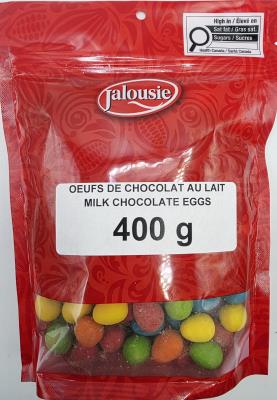 High in / Élevé en
Sat fat / Gras sat.
Sugars / Sucres
Health Canada / Santé Canada
Jalousie
OEUFS DE CHOCOLAT AU LAIT
MILK CHOCOLATE EGGS
400 g